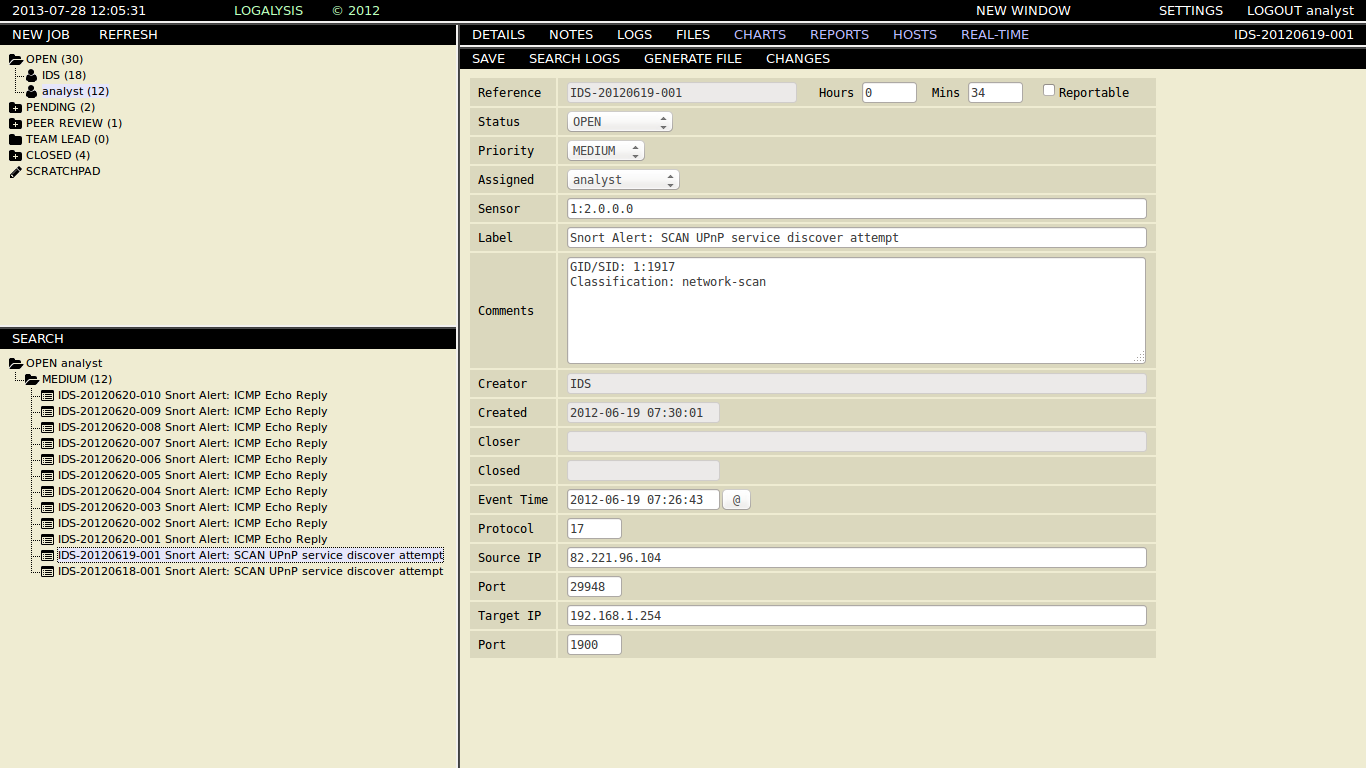 2013-07-28 12:05:31 LOGALYSIS © 2012 NEW WINDOW SETTINGS LOGOUT analyst
NEW JOB REFRESH
OPEN (30)
IDS (18)
analyst (12)
PENDING (2)
PEER REVIEW (1)
TEAM LEAD (0)
CLOSED (4)
SCRATCHPAD
SEARCH
OPEN analyst
MEDIUM (12)
IDS-20120620-010 Snort Alert: ICMP Echo Reply
IDS-20120620-009 Snort Alert: ICMP Echo Reply
IDS-20120620-008 Snort Alert: ICMP Echo Reply
IDS-20120620-007 Snort Alert: ICMP Echo Reply
IDS-20120620-006 Snort Alert: ICMP Echo Reply
IDS-20120620-005 Snort Alert: ICMP Echo Reply
IDS-20120620-004 Snort Alert: ICMP Echo Reply
IDS-20120620-003 Snort Alert: ICMP Echo Reply
IDS-20120620-002 Snort Alert: ICMP Echo Reply
IDS-20120620-001 Snort Alert: ICMP Echo Reply
IDS-20120619-001 Snort Alert: SCAN UPnP service discover attempt
IDS-20120618-001 Snort Alert: SCAN UPnP service discover attempt
DETAILS NOTES LOGS FILES CHARTS REPORTS HOSTS REAL-TIME IDS-20120619-001
SAVE SEARCH LOGS GENERATE FILE CHANGES
Reference IDS-20120619-001 Hours 0 Mins 34 Reportable
Status OPEN
Priority MEDIUM
Assigned analyst
Sensor 1:2.0.0.0
Label Snort Alert: SCAN UPnP service discover attempt
Comments
GID/SID: 1:1917
Classification: network-scan
Creator IDS
Created 2012-06-19 07:30:01
Closer
Closed
Event Time 2012-06-19 07:26:43 @
Protocol 17
Source IP 82.221.96.104
Port 29948
Target IP 192.168.1.254
Port 1900